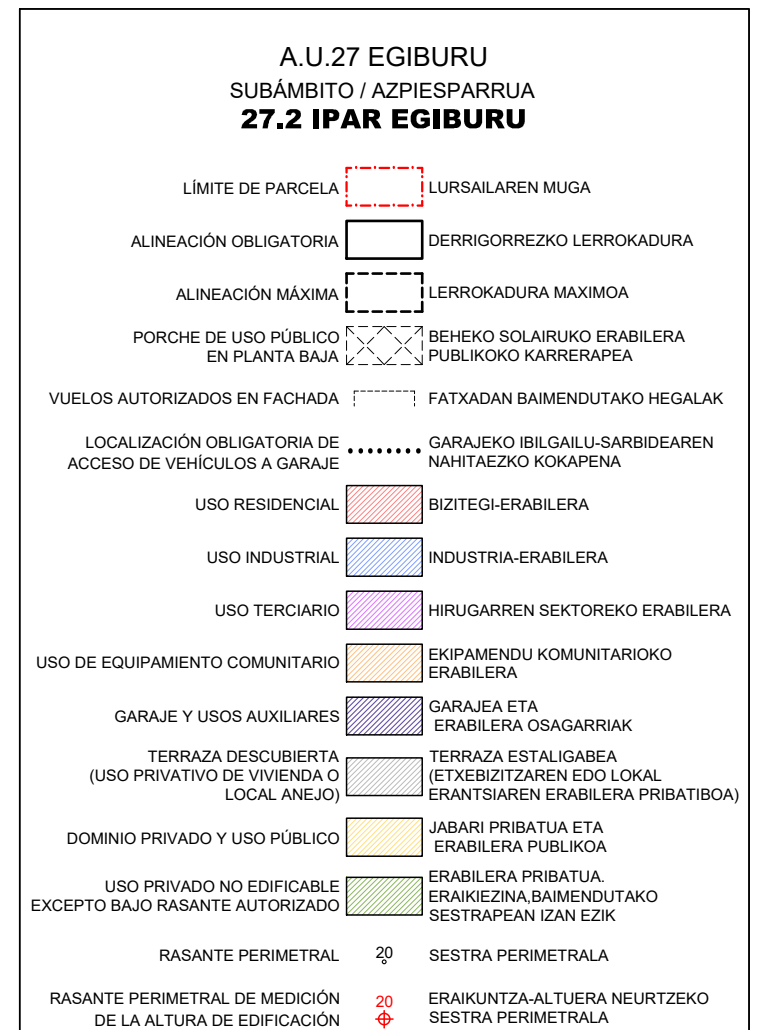 A.U.27 EGIBURU
SUBÁMBITO / AZPIESPARRUA
27.2 IPAR EGIBURU
LÍMITE DE PARCELA
LURSAILAREN MUGA
ALINEACIÓN OBLIGATORIA
DERRIGORREZKO LERROKADURA
ALINEACIÓN MÁXIMA
LERROKADURA MAXIMOA
PORCHE DE USO PÚBLICO
EN PLANTA BAJA
BEHEKO SOLAIRUKO ERABILERA
PUBLIKOKO KARRERAPEA
VUELOS AUTORIZADOS EN FACHADA
FATXADAN BAIMENDUTAKO HEGALAK
LOCALIZACIÓN OBLIGATORIA DE
ACCESO DE VEHÍCULOS A GARAJE
GARAJEKO IBILGAILU-SARBIDEAREN
NAHITAEZKO KOKAPENA
USO RESIDENCIAL
BIZITEGI-ERABILERA
USO INDUSTRIAL
INDUSTRIA-ERABILERA
USO TERCIARIO
HIRUGARREN SEKTOREKO ERABILERA
USO DE EQUIPAMIENTO COMUNITARIO
EKIPAMENDU KOMUNITARIOKO
ERABILERA
GARAJE Y USOS AUXILIARES
GARAJEA ETA
ERABILERA OSAGARRIAK
TERRAZA DESCUBIERTA
(USO PRIVATIVO DE VIVIENDA O
LOCAL ANEJO)
TERRAZA ESTALIGABEA
(ETXEBIZITZAREN EDO LOKAL
ERANTSIAREN ERABILERA PRIBATIBOA)
DOMINIO PRIVADO Y USO PÚBLICO
JABARI PRIBATUA ETA
ERABILERA PUBLIKOA
USO PRIVADO NO EDIFICABLE
EXCEPTO BAJO RASANTE AUTORIZADO
ERABILERA PRIBATUA.
ERAIKIEZINA,BAIMENDUTAKO
SESTRAPEAN IZAN EZIK
RASANTE PERIMETRAL
20
SESTRA PERIMETRALA
RASANTE PERIMETRAL DE MEDICIÓN
DE LA ALTURA DE EDIFICACIÓN
20
ERAIKUNTZA-ALTUERA NEURTZEKO
SESTRA PERIMETRALA